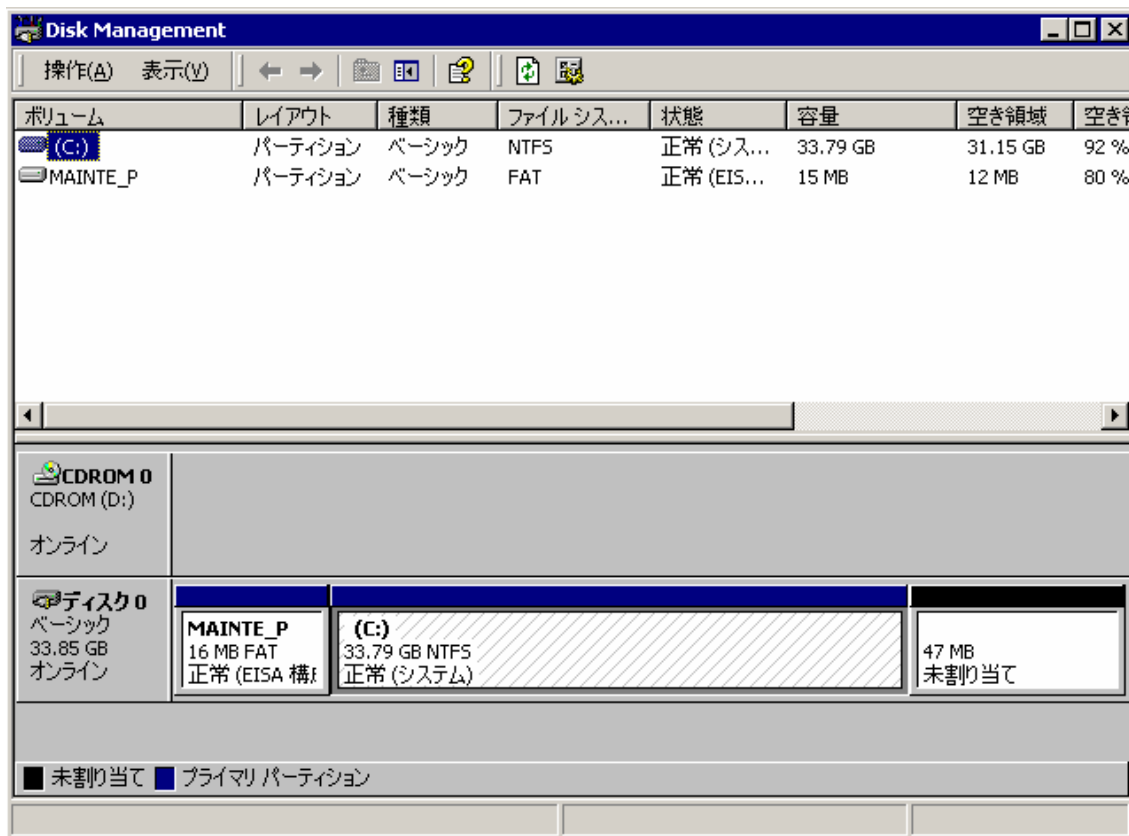 Disk Management
操作(A) 表示(V)
ボリューム レイアウト 種類 ファイル シス... 状態 容量 空き領域 空き
(C:) パーティション ベーシック NTFS 正常 (シス... 33.79 GB 31.15 GB 92 %
MAINTE_P パーティション ベーシック FAT 正常 (EIS... 15 MB 12 MB 80 %
CDROM 0
CDROM (D:)
オンライン
ディスク 0
ベーシック
33.85 GB
オンライン
MAINTE_P
16 MB FAT
正常 (EISA 構
(C:)
33.79 GB NTFS
正常 (システム)
47 MB
未割り当て
未割り当て プライマリ パーティション